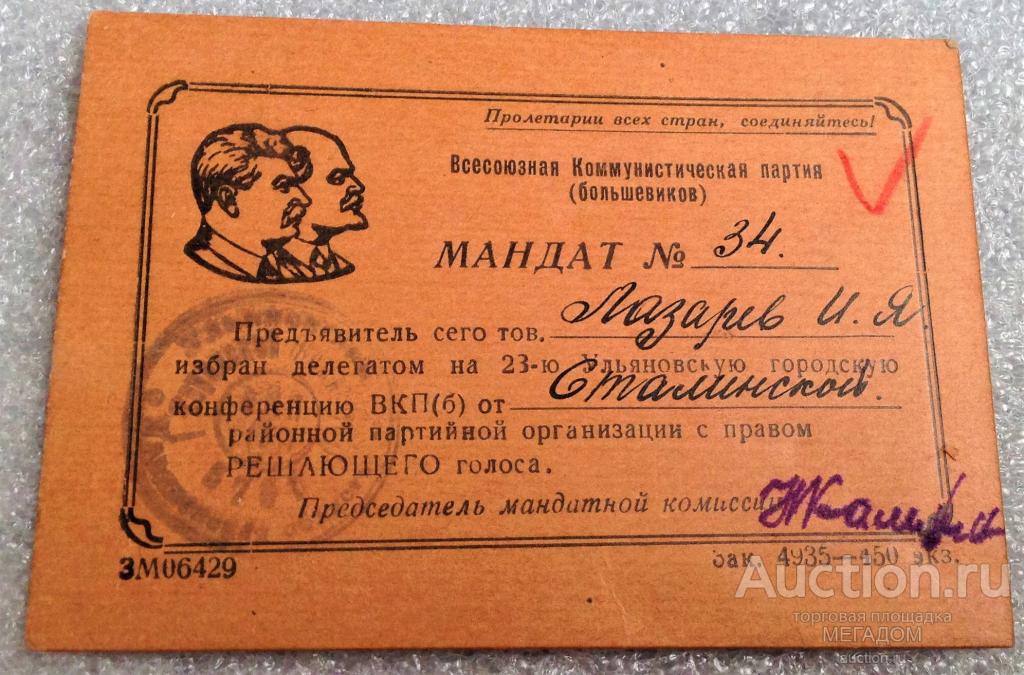 Пролетарии всех стран, соединяйтесь!
Всесоюзная Коммунистическая партия
(большевиков)
МАНДАТ № 34.
Предъявитель сего тов. Лазарев И. Я.
избран делегатом на 23-ю Ульяновскую городскую
конференцию ВКП(б) от Сталинской
районной партийной организации с правом
РЕШАЮЩЕГО голоса.
Председатель мандатной комиссии
ЗМ06429
Зак. 4935—450 экз.
Auction.ru
торговая площадка
МЕГАДОМ
auction.ru